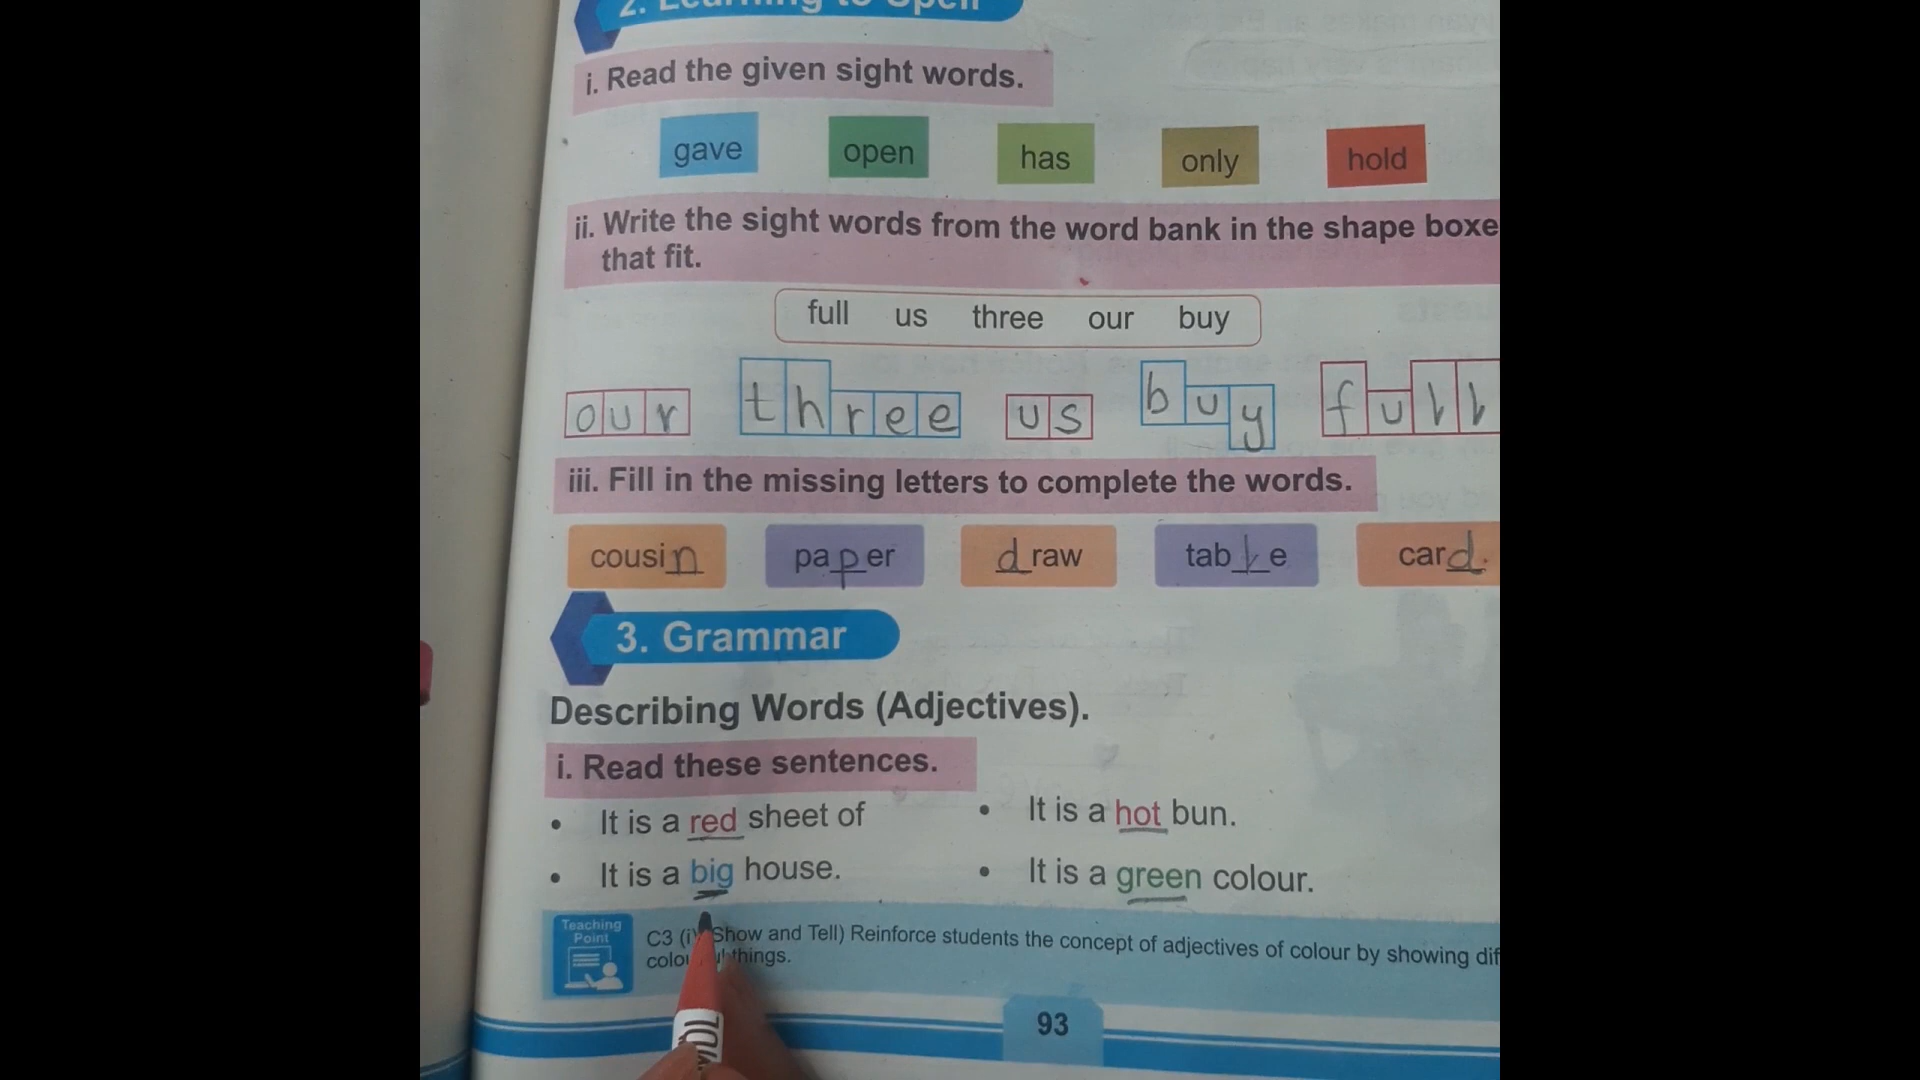 2. Learning to Spell
i. Read the given sight words.
gave open has only hold
ii. Write the sight words from the word bank in the shape boxe
that fit.
full us three our buy
our three us buy full
iii. Fill in the missing letters to complete the words.
cousin paper draw table card
3. Grammar
Describing Words (Adjectives).
i. Read these sentences.
• It is a red sheet of
• It is a hot bun.
• It is a big house.
• It is a green colour.
Teaching
Point
C3 (i) Show and Tell) Reinforce students the concept of adjectives of colour by showing dif
things.
93